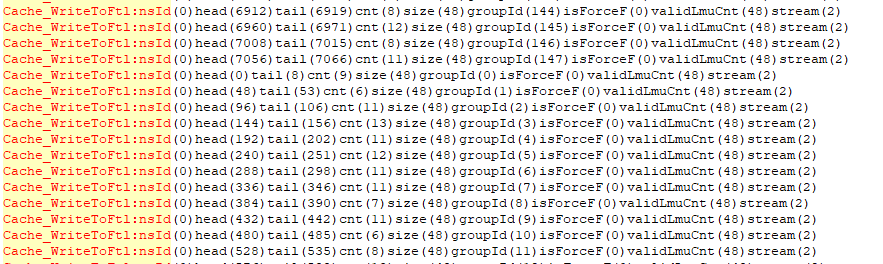 Cache_WriteToFtl:nsId(0)head(6912)tail(6919)cnt(8)size(48)groupId(144)isForceF(0)validLmuCnt(48)stream(2)
Cache_WriteToFtl:nsId(0)head(6960)tail(6971)cnt(12)size(48)groupId(145)isForceF(0)validLmuCnt(48)stream(2)
Cache_WriteToFtl:nsId(0)head(7008)tail(7015)cnt(8)size(48)groupId(146)isForceF(0)validLmuCnt(48)stream(2)
Cache_WriteToFtl:nsId(0)head(7056)tail(7066)cnt(11)size(48)groupId(147)isForceF(0)validLmuCnt(48)stream(2)
Cache_WriteToFtl:nsId(0)head(0)tail(8)cnt(9)size(48)groupId(0)isForceF(0)validLmuCnt(48)stream(2)
Cache_WriteToFtl:nsId(0)head(48)tail(53)cnt(6)size(48)groupId(1)isForceF(0)validLmuCnt(48)stream(2)
Cache_WriteToFtl:nsId(0)head(96)tail(106)cnt(11)size(48)groupId(2)isForceF(0)validLmuCnt(48)stream(2)
Cache_WriteToFtl:nsId(0)head(144)tail(156)cnt(13)size(48)groupId(3)isForceF(0)validLmuCnt(48)stream(2)
Cache_WriteToFtl:nsId(0)head(192)tail(202)cnt(11)size(48)groupId(4)isForceF(0)validLmuCnt(48)stream(2)
Cache_WriteToFtl:nsId(0)head(240)tail(251)cnt(12)size(48)groupId(5)isForceF(0)validLmuCnt(48)stream(2)
Cache_WriteToFtl:nsId(0)head(288)tail(298)cnt(11)size(48)groupId(6)isForceF(0)validLmuCnt(48)stream(2)
Cache_WriteToFtl:nsId(0)head(336)tail(346)cnt(11)size(48)groupId(7)isForceF(0)validLmuCnt(48)stream(2)
Cache_WriteToFtl:nsId(0)head(384)tail(390)cnt(7)size(48)groupId(8)isForceF(0)validLmuCnt(48)stream(2)
Cache_WriteToFtl:nsId(0)head(432)tail(442)cnt(11)size(48)groupId(9)isForceF(0)validLmuCnt(48)stream(2)
Cache_WriteToFtl:nsId(0)head(480)tail(485)cnt(6)size(48)groupId(10)isForceF(0)validLmuCnt(48)stream(2)
Cache_WriteToFtl:nsId(0)head(528)tail(535)cnt(8)size(48)groupId(11)isForceF(0)validLmuCnt(48)stream(2)